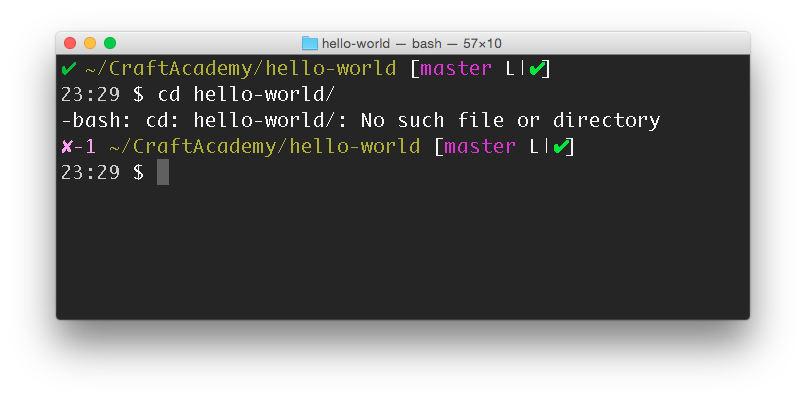 hello-world — bash — 57×10
✔ ~/CraftAcademy/hello-world [master L|✔]
23:29 $ cd hello-world/
-bash: cd: hello-world/: No such file or directory
✘-1 ~/CraftAcademy/hello-world [master L|✔]
23:29 $